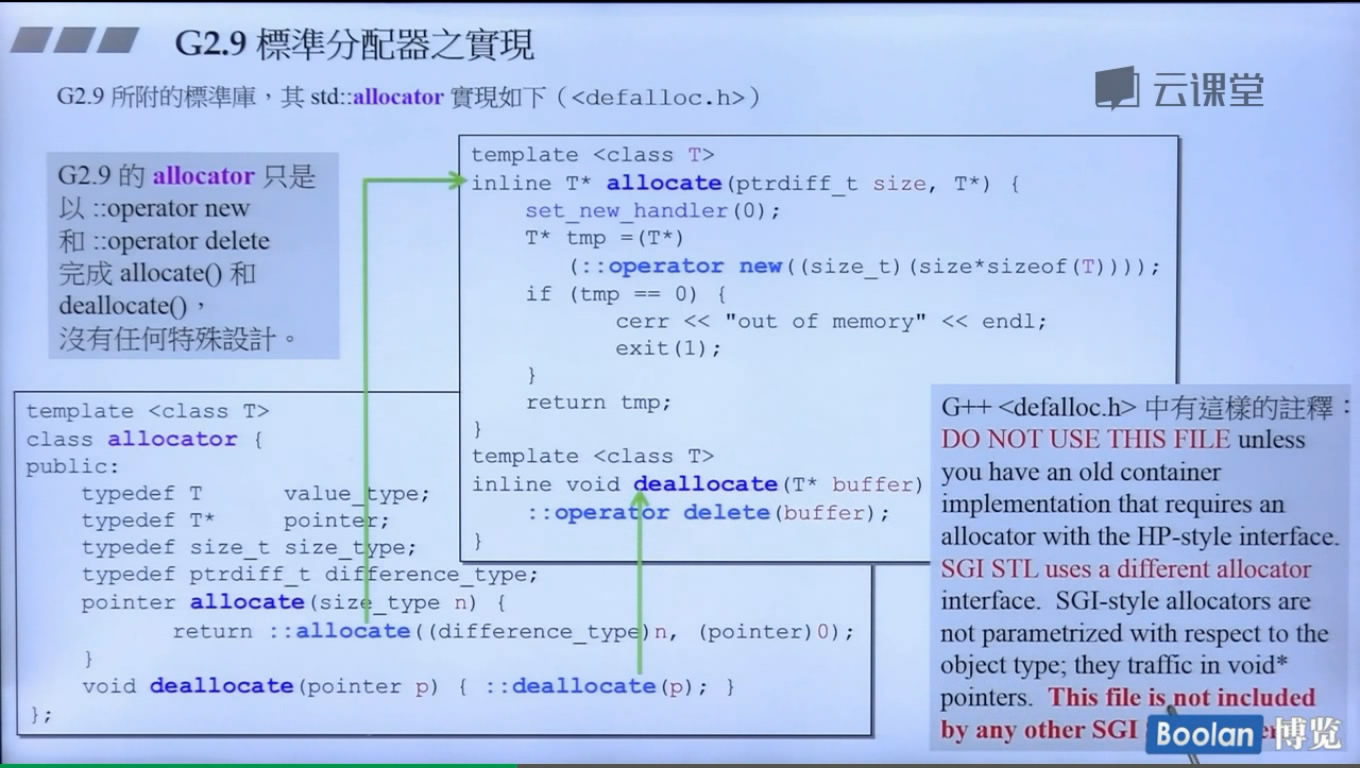 G2.9 標準分配器之實現
云课堂
G2.9 所附的標準庫，其 std::allocator 實現如下（<defalloc.h>）
G2.9 的 allocator 只是
以 ::operator new
和 ::operator delete
完成 allocate() 和
deallocate()，
沒有任何特殊設計。
template <class T>
inline T* allocate(ptrdiff_t size, T*) {
set_new_handler(0);
T* tmp =(T*)
(::operator new((size_t)(size*sizeof(T))));
if (tmp == 0) {
cerr << "out of memory" << endl;
exit(1);
}
return tmp;
}
template <class T>
inline void deallocate(T* buffer)
::operator delete(buffer);
}
template <class T>
class allocator {
public:
typedef T value_type;
typedef T* pointer;
typedef size_t size_type;
typedef ptrdiff_t difference_type;
pointer allocate(size_type n) {
return ::allocate((difference_type)n, (pointer)0);
}
void deallocate(pointer p) { ::deallocate(p); }
};
G++ <defalloc.h> 中有這樣的註釋：
DO NOT USE THIS FILE unless
you have an old container
implementation that requires an
allocator with the HP-style interface.
SGI STL uses a different allocator
interface. SGI-style allocators are
not parametrized with respect to the
object type; they traffic in void*
pointers. This file is not included
by any other SGI
Boolan 博览